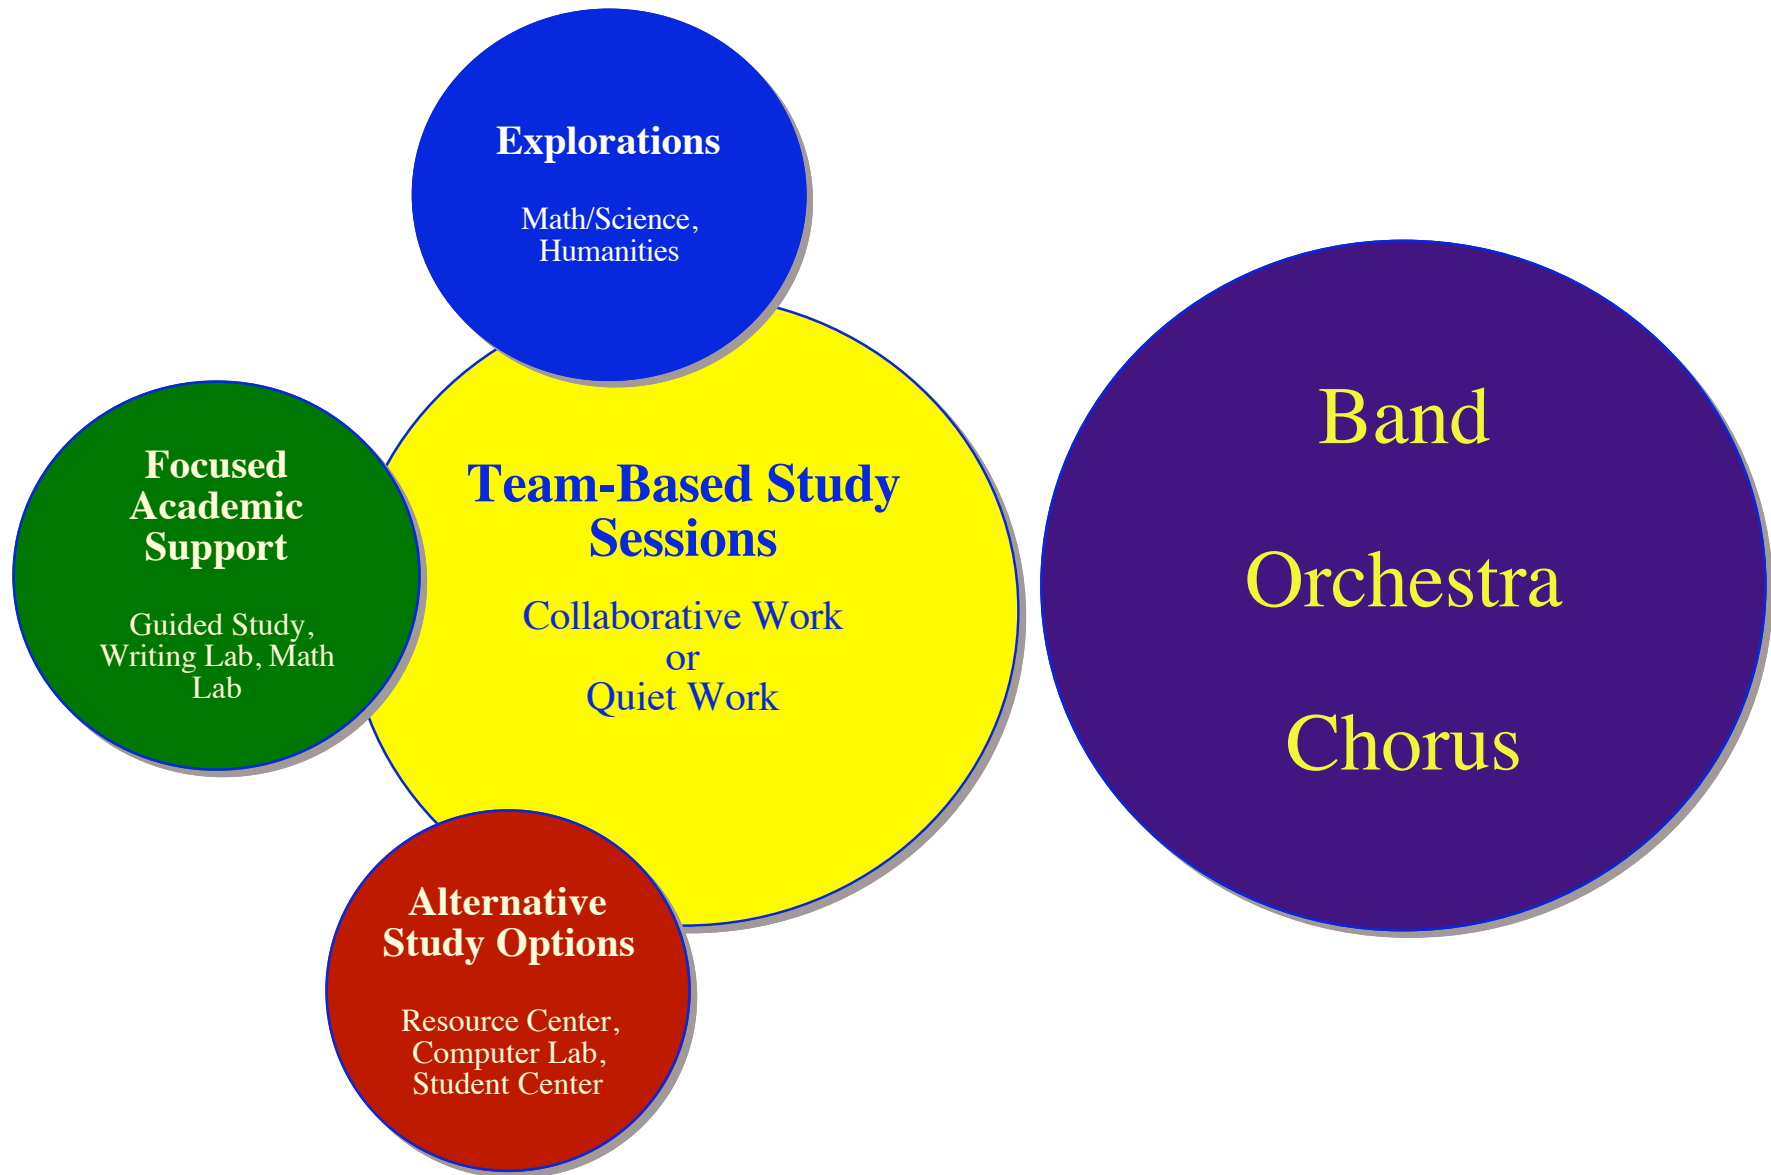 Explorations
Math/Science,
Humanities
Focused
Academic
Support
Guided Study,
Writing Lab, Math
Lab
Team-Based Study
Sessions
Collaborative Work
or
Quiet Work
Alternative
Study Options
Resource Center,
Computer Lab,
Student Center
Band
Orchestra
Chorus